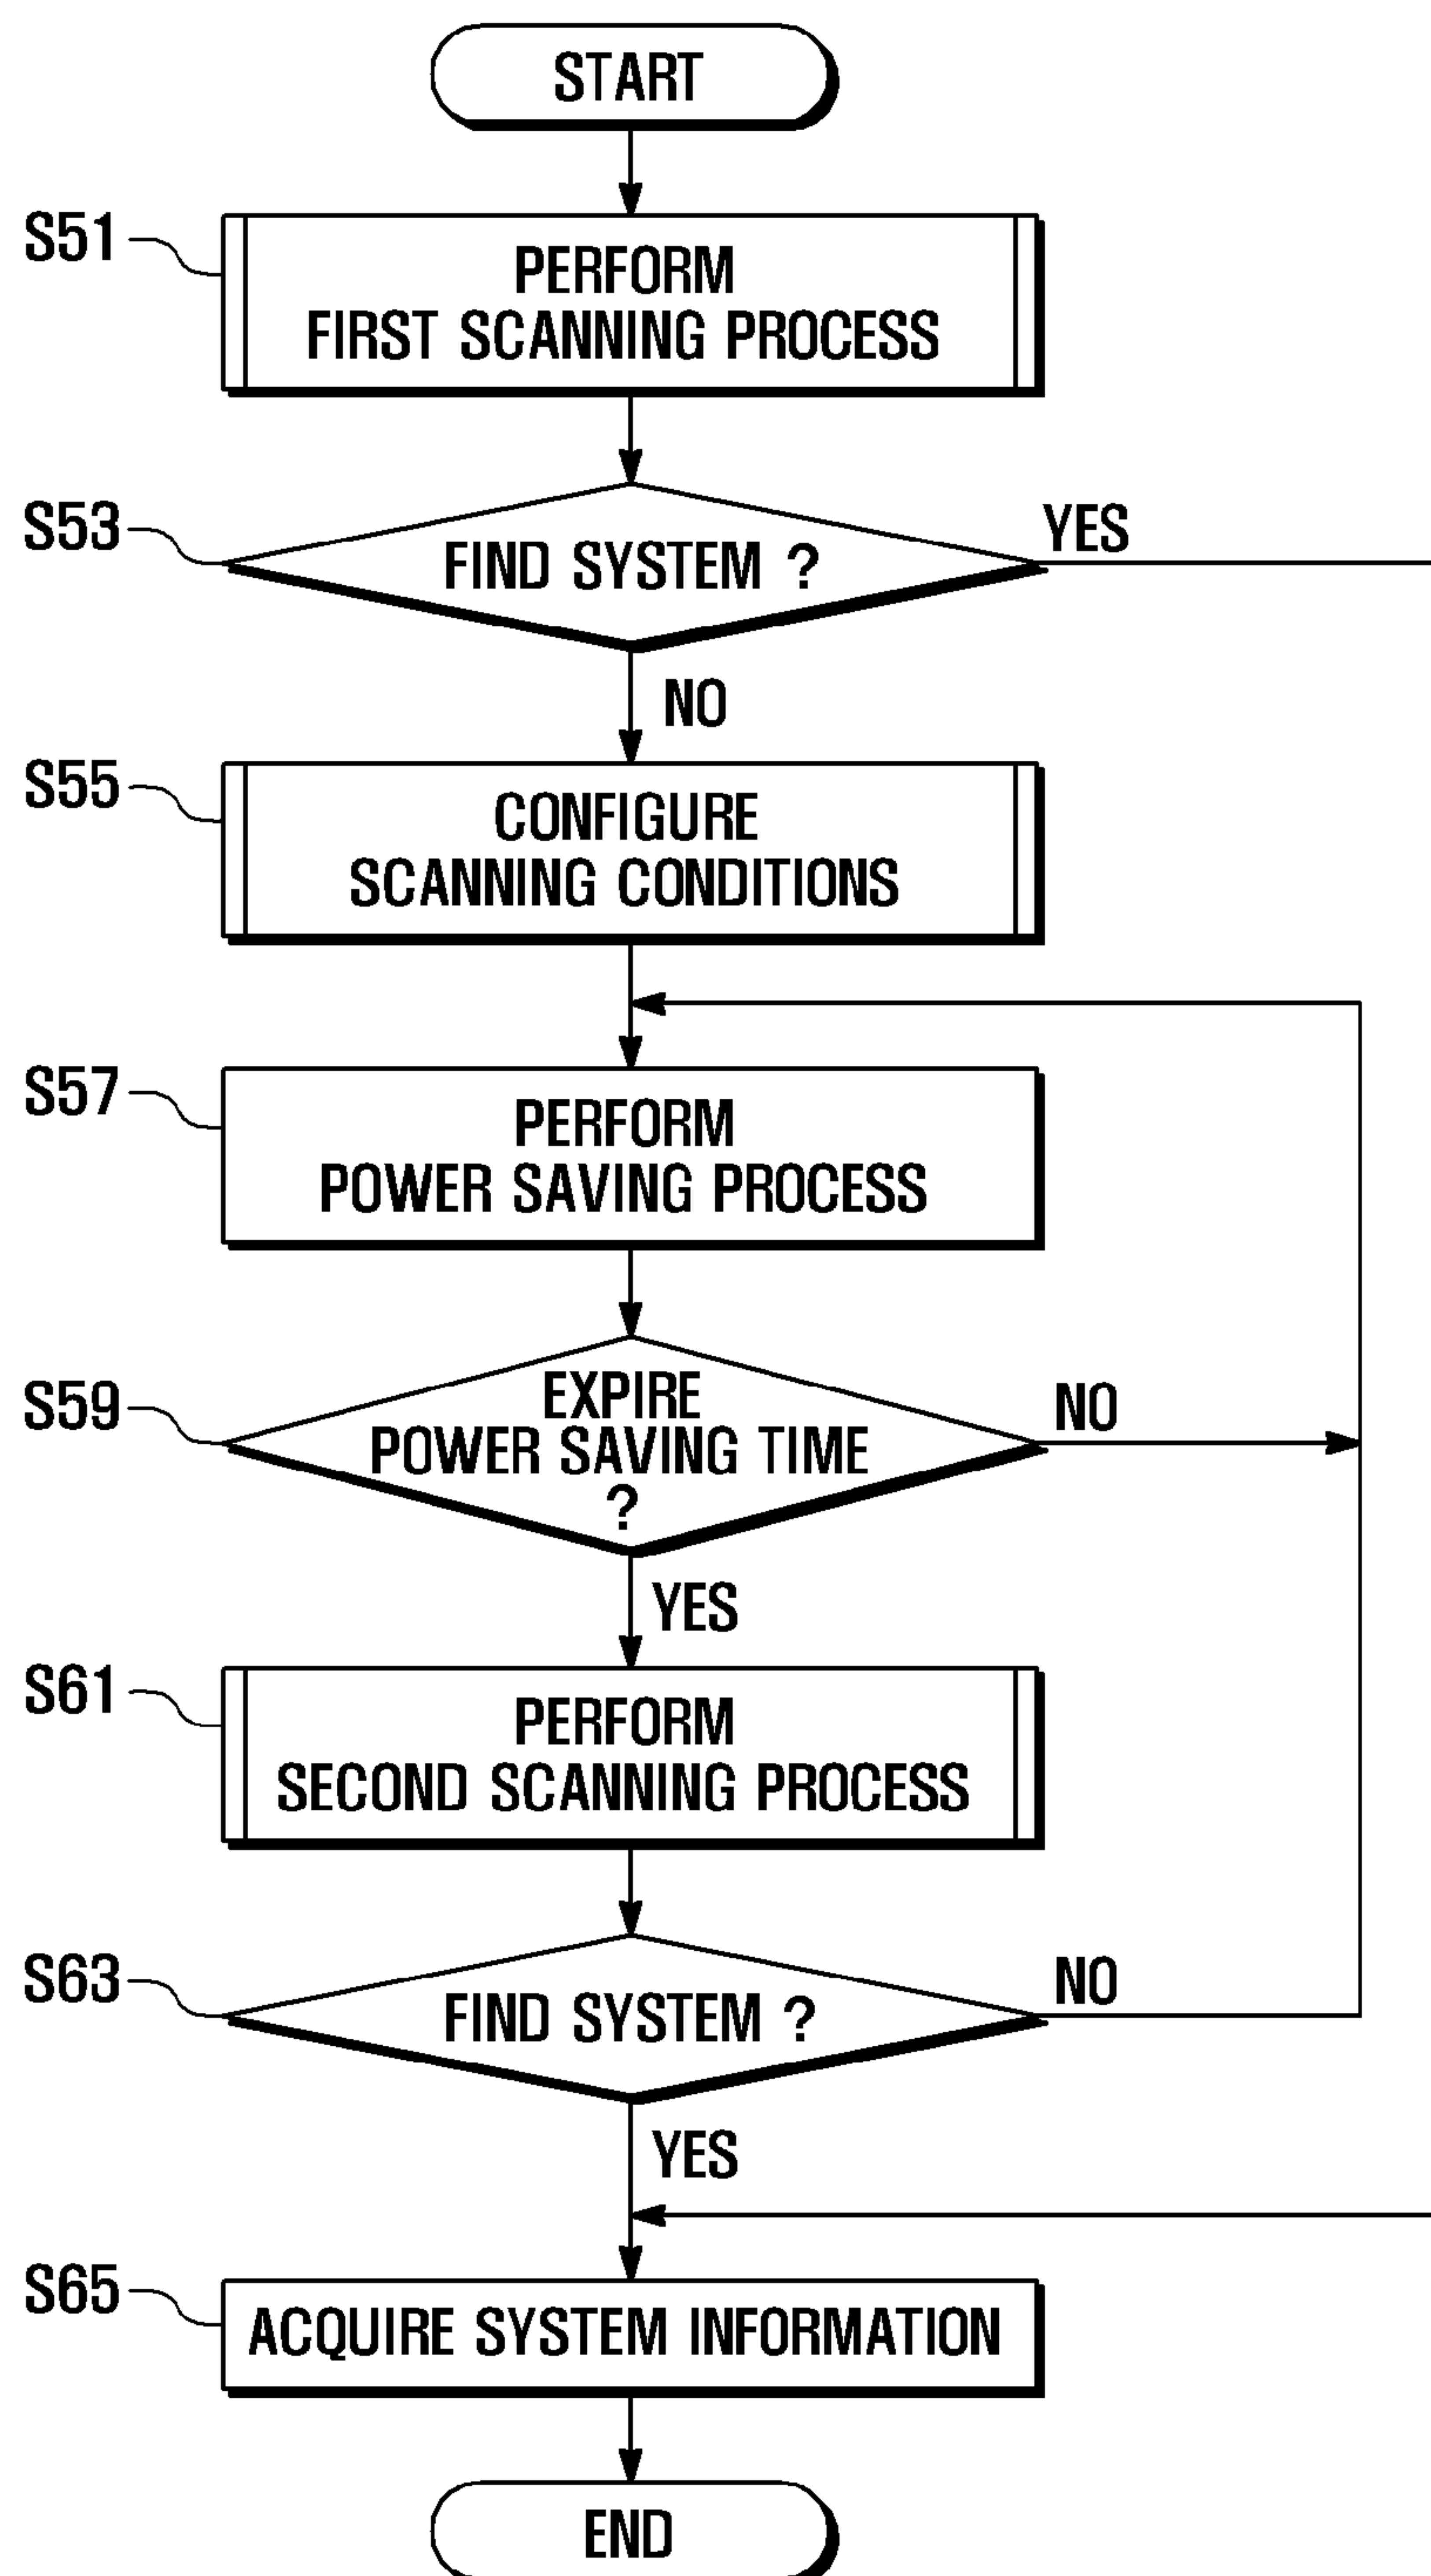 START
S51
PERFORM
FIRST SCANNING PROCESS
S53
FIND SYSTEM ?
YES
NO
S55
CONFIGURE
SCANNING CONDITIONS
S57
PERFORM
POWER SAVING PROCESS
S59
EXPIRE
POWER SAVING TIME
?
NO
YES
S61
PERFORM
SECOND SCANNING PROCESS
S63
FIND SYSTEM ?
NO
YES
S65
ACQUIRE SYSTEM INFORMATION
END